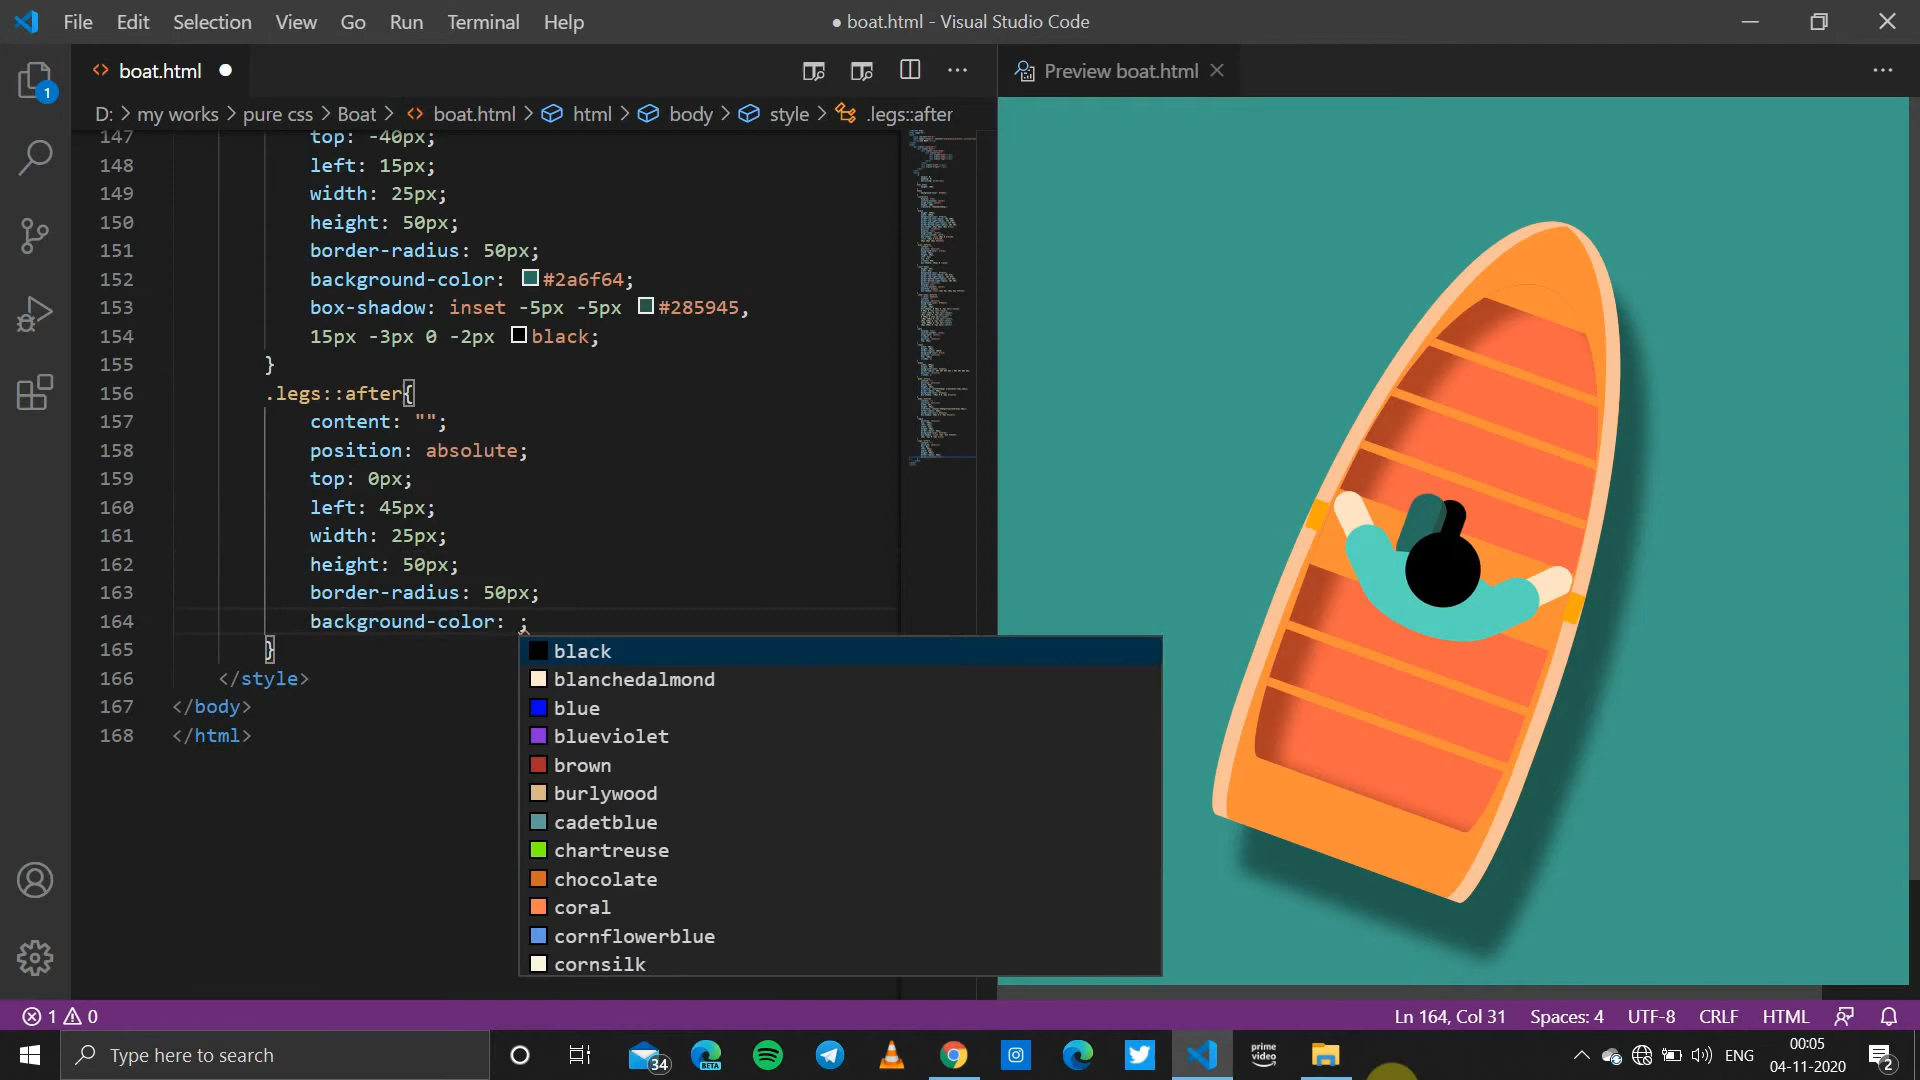 File Edit Selection View Go Run Terminal Help
● boat.html - Visual Studio Code
1
boat.html
Preview boat.html
D: > my works > pure css > Boat > boat.html > html > body > style > .legs::after
147 top: -40px;
148 left: 15px;
149 width: 25px;
150 height: 50px;
151 border-radius: 50px;
152 background-color: #2a6f64;
153 box-shadow: inset -5px -5px #285945,
154 15px -3px 0 -2px black;
155 }
156 .legs::after{
157 content: "";
158 position: absolute;
159 top: 0px;
160 left: 45px;
161 width: 25px;
162 height: 50px;
163 border-radius: 50px;
164 background-color: ;
165 }
166 </style>
167 </body>
168 </html>
black
blanchedalmond
blue
blueviolet
brown
burlywood
cadetblue
chartreuse
chocolate
coral
cornflowerblue
cornsilk
1 0
Ln 164, Col 31 Spaces: 4 UTF-8 CRLF HTML
Type here to search
34
BETA
prime video
ENG
00:05
04-11-2020
2